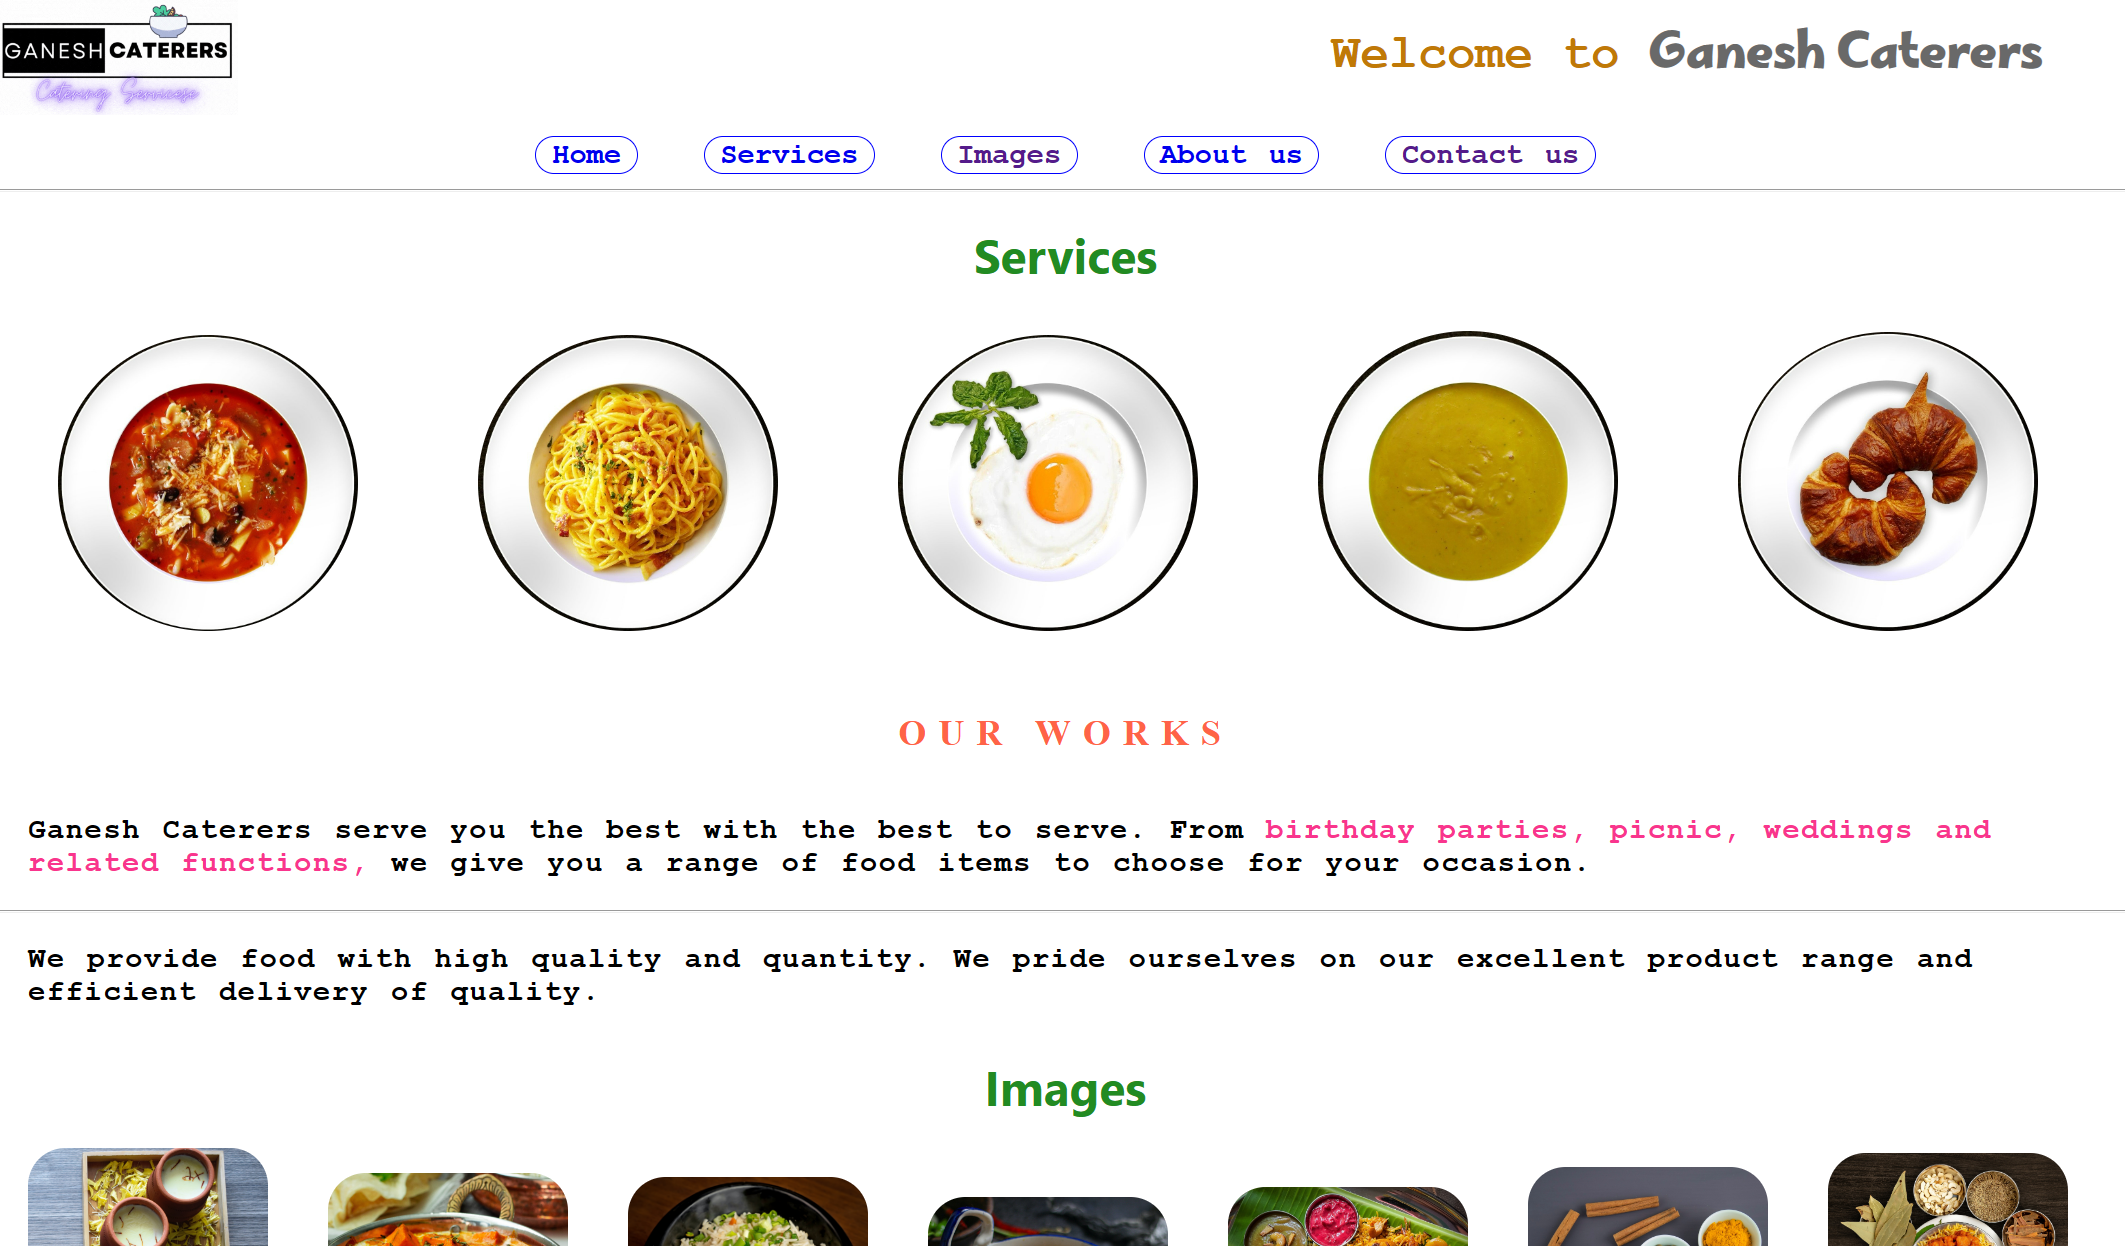 GANESH CATERERS
Catering Services
Welcome to Ganesh Caterers
Home Services Images About us Contact us
Services
OUR WORKS
Ganesh Caterers serve you the best with the best to serve. From birthday parties, picnic, weddings and
related functions, we give you a range of food items to choose for your occasion.
We provide food with high quality and quantity. We pride ourselves on our excellent product range and
efficient delivery of quality.
Images